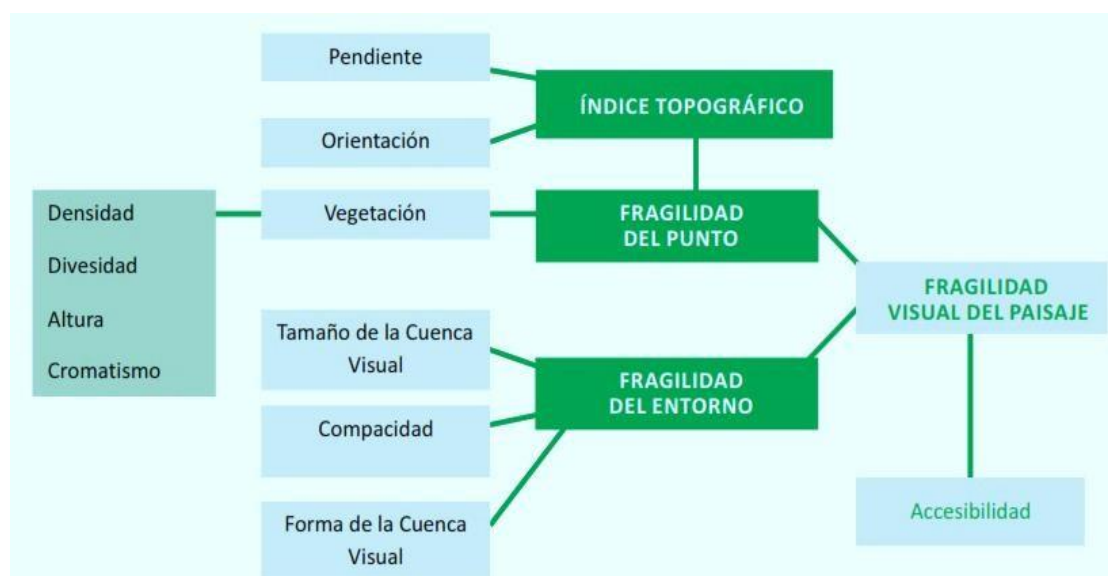 Pendiente
ÍNDICE TOPOGRÁFICO
Orientación
Densidad
Divesidad
Altura
Cromatismo
Vegetación
FRAGILIDAD
DEL PUNTO
FRAGILIDAD
VISUAL DEL PAISAJE
Tamaño de la Cuenca
Visual
Compacidad
Forma de la Cuenca
Visual
FRAGILIDAD
DEL ENTORNO
Accesibilidad